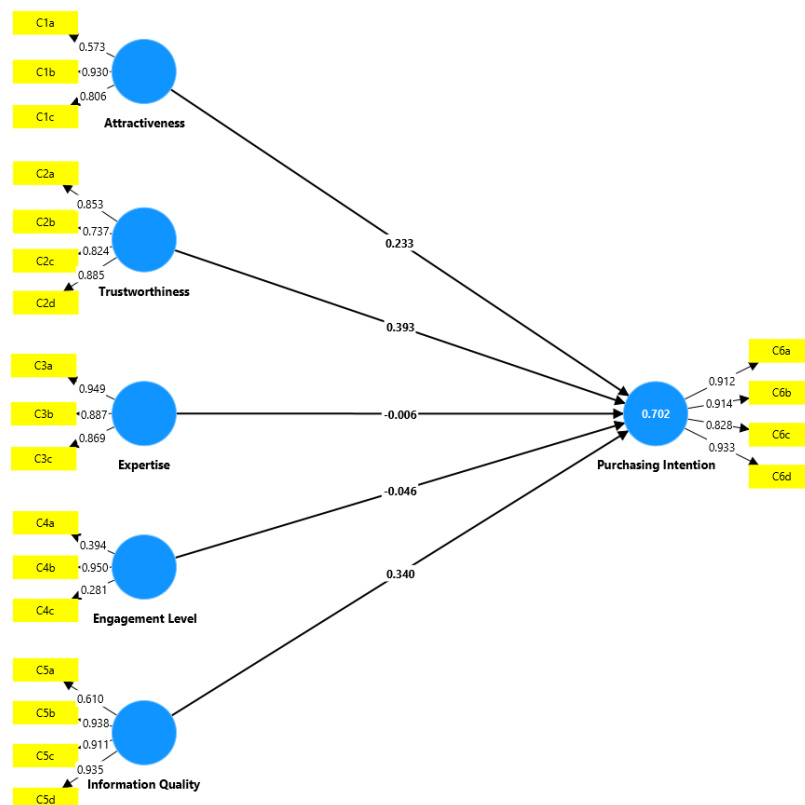 C1a
0.573
C1b
0.930
0.806
C1c
Attractiveness
C2a
0.853
C2b
0.737
C2c
0.824
0.885
C2d
Trustworthiness
C3a
0.949
C3b
0.887
0.869
C3c
Expertise
C4a
0.394
C4b
0.950
0.281
C4c
Engagement Level
C5a
0.610
C5b
0.938
C5c
0.911
0.935
C5d
Information Quality
0.233
0.393
-0.006
-0.046
0.340
0.702
Purchasing Intention
C6a
0.912
C6b
0.914
C6c
0.828
0.933
C6d